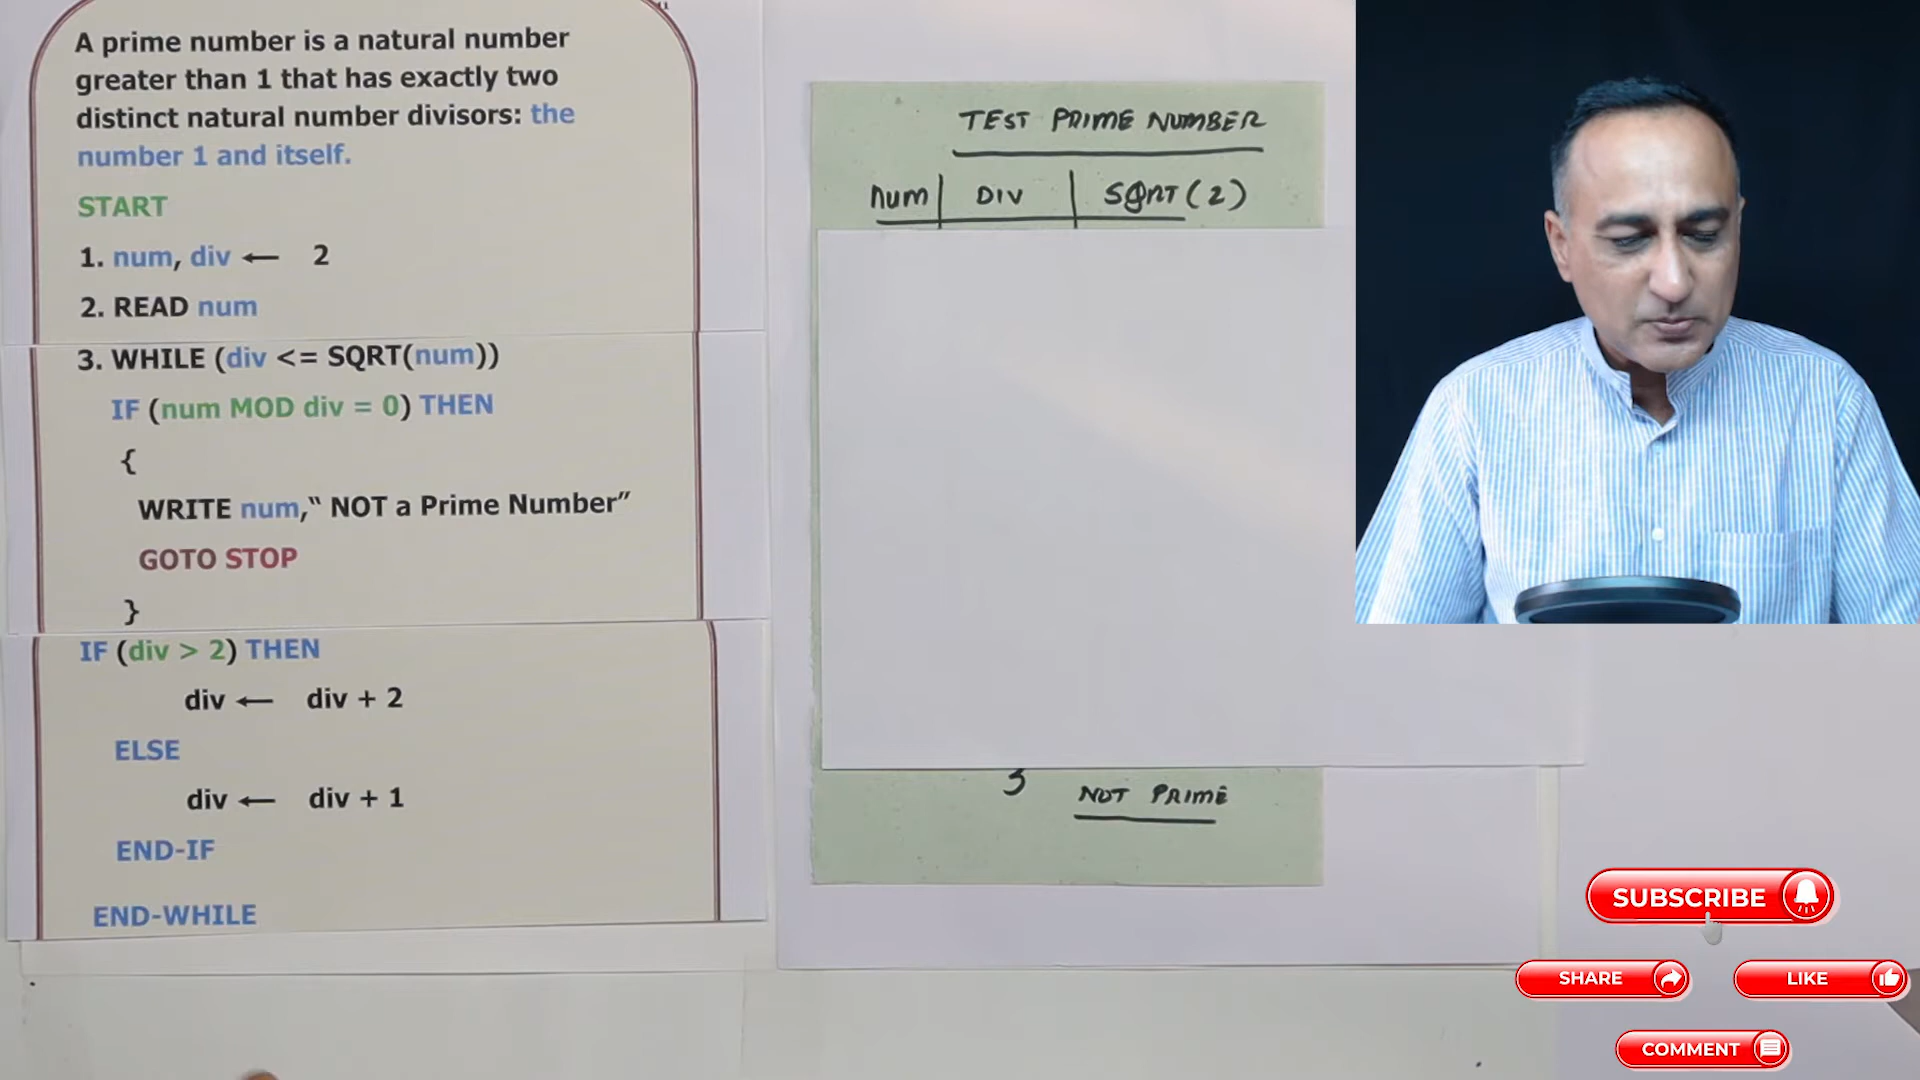 A prime number is a natural number
greater than 1 that has exactly two
distinct natural number divisors: the
number 1 and itself.
START
1. num, div ← 2
2. READ num
3. WHILE (div <= SQRT(num))
IF (num MOD div = 0) THEN
{
WRITE num,“ NOT a Prime Number”
GOTO STOP
}
IF (div > 2) THEN
div ← div + 2
ELSE
div ← div + 1
END-IF
END-WHILE
TEST PRIME NUMBER
num | DIV | SQRT (2)
NOT PRIME
SUBSCRIBE
SHARE
LIKE
COMMENT